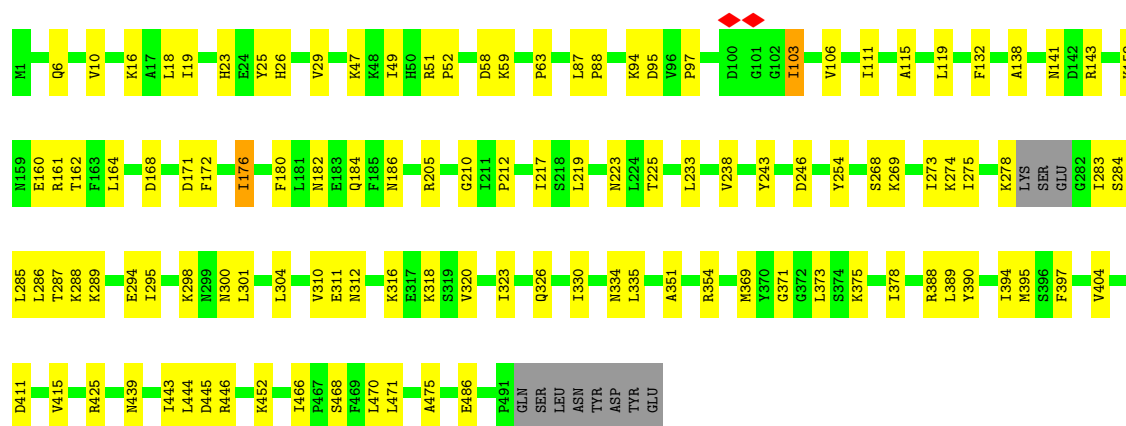 M1 Q6 V10 K16 A17 L18 I19 H23 E24 Y25 H26 V29 K47 K48 I49 H50 R51 P52 D58 K59 P63 L87 P88 K94 D95 V96 P97 D100 G101 G102 I103 V106 I111 A115 L119 F132 A138 N141 D142 R143
N159 E160 R161 T162 F163 L164 D168 D171 F172 I176 F180 L181 N182 E183 Q184 F185 N186 R205 G210 I211 P212 I217 S218 L219 N223 L224 T225 L233 V238 Y243 D246 Y254 S268 K269 I273 K274 I275 K278 LYS SER GLU G282 I283 S284
L285 L286 T287 K288 K289 E294 I295 K298 N299 N300 L301 L304 V310 E311 N312 K316 E317 K318 S319 V320 I323 Q326 I330 N334 L335 A351 R354 M369 Y370 G371 G372 L373 S374 K375 I378 R388 L389 Y390 I394 M395 S396 F397 V404
D411 V415 R425 N439 I443 L444 D445 R446 K452 I466 P467 S468 F469 L470 L471 A475 E486 P491 GLN SER LEU ASN TYR ASP TYR GLU